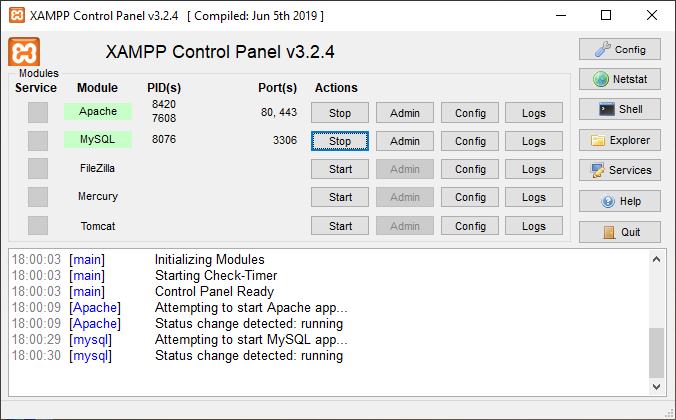 XAMPP Control Panel v3.2.4 [ Compiled: Jun 5th 2019 ]
XAMPP Control Panel v3.2.4
Config
Modules
Service Module PID(s) Port(s) Actions
Netstat
Apache 8420 7608 80, 443 Stop Admin Config Logs
Shell
MySQL 8076 3306 Stop Admin Config Logs
Explorer
FileZilla Start Admin Config Logs
Services
Mercury Start Admin Config Logs
Help
Tomcat Start Admin Config Logs
Quit
18:00:03 [main] Initializing Modules
18:00:03 [main] Starting Check-Timer
18:00:03 [main] Control Panel Ready
18:00:09 [Apache] Attempting to start Apache app...
18:00:09 [Apache] Status change detected: running
18:00:29 [mysql] Attempting to start MySQL app...
18:00:30 [mysql] Status change detected: running